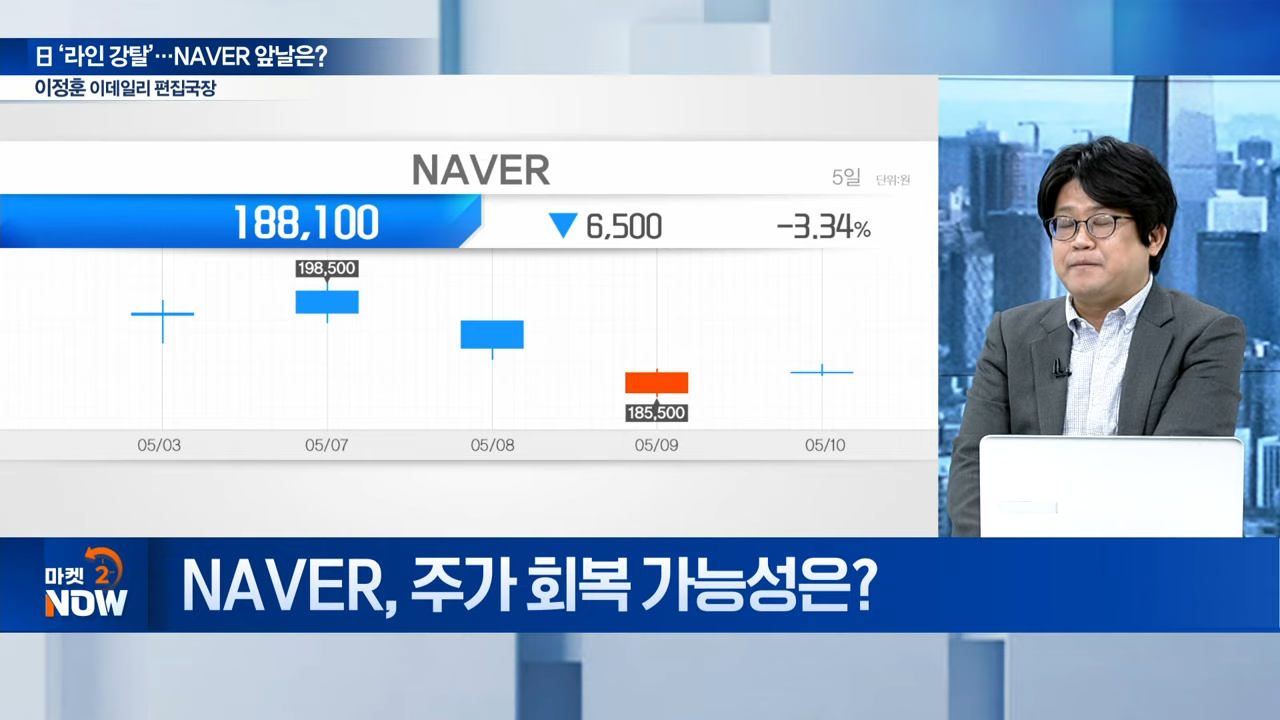 日 ‘라인 강탈’…NAVER 앞날은?
이정훈 이데일리 편집국장
NAVER
5일 단위:원
188,100 ▼ 6,500 -3.34%
198,500
185,500
05/03 05/07 05/08 05/09 05/10
마켓 2
NOW
NAVER, 주가 회복 가능성은?